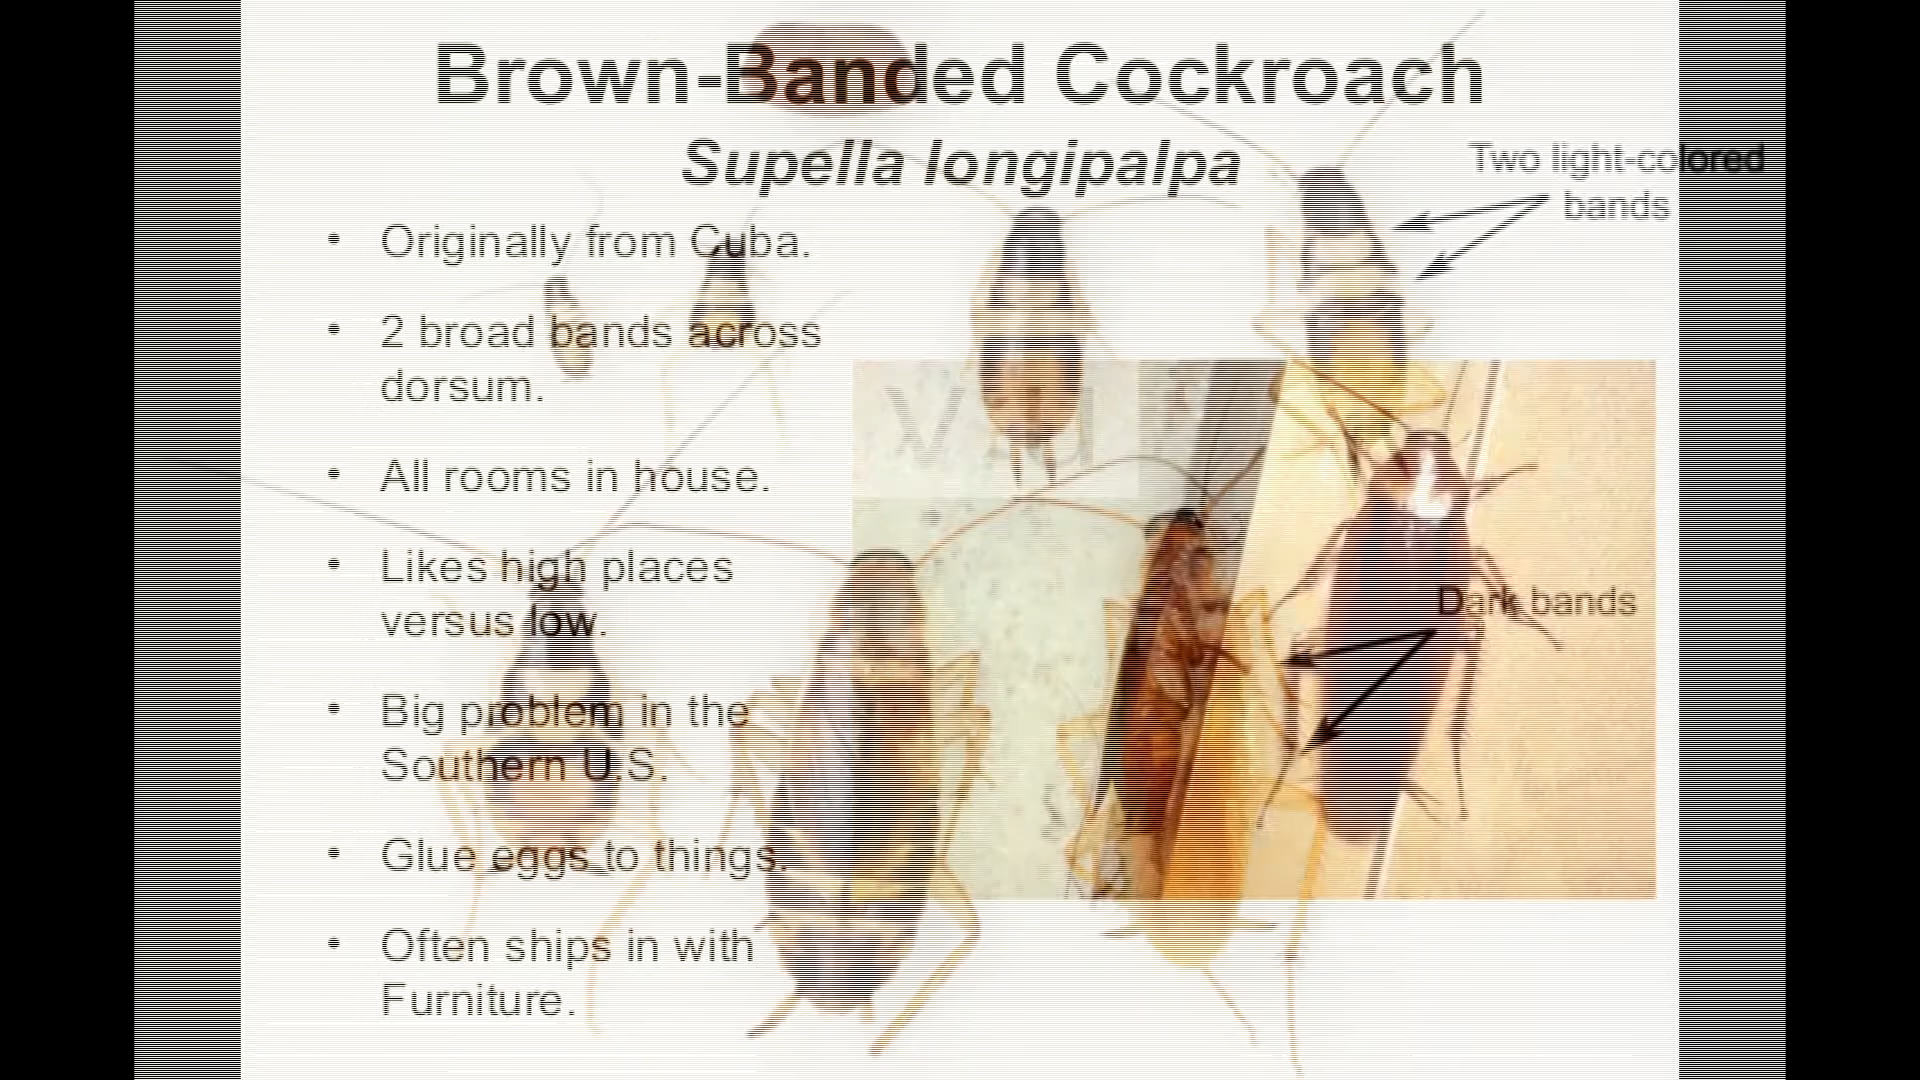 Brown-Banded Cockroach
Supella longipalpa
Two light-colored
bands
• Originally from Cuba.
• 2 broad bands across
dorsum.
• All rooms in house.
• Likes high places
versus low.
• Big problem in the
Southern U.S.
• Glue eggs to things.
• Often ships in with
Furniture.
Dark bands